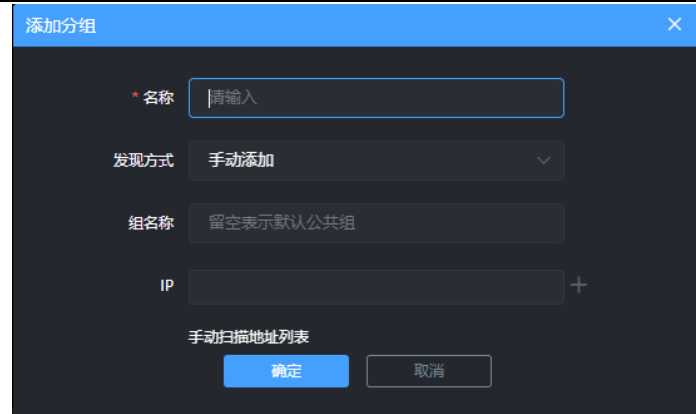 添加分组
* 名称 请输入
发现方式 手动添加
组名称 留空表示默认公共组
IP
手动扫描地址列表
确定 取消